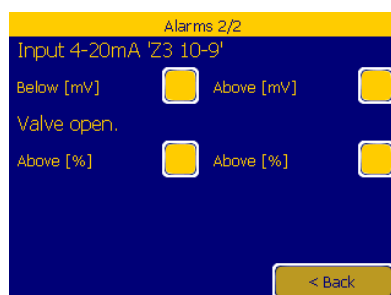 Alarms 2/2
Input 4-20mA 'Z3 10-9'
Below [mV] Above [mV]
Valve open.
Above [%] Above [%]
< Back